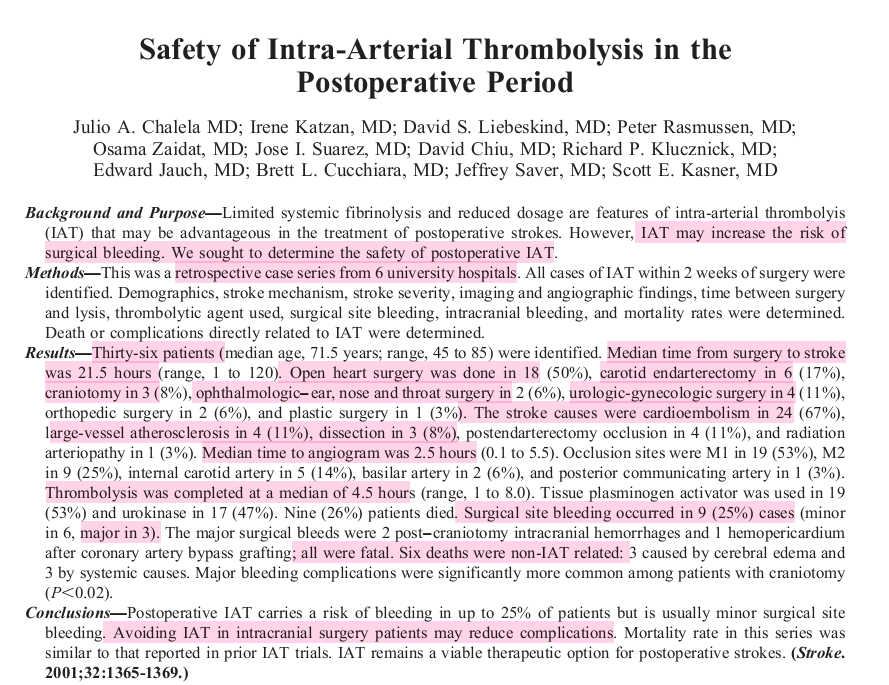 Safety of Intra-Arterial Thrombolysis in the
Postoperative Period
Julio A. Chalela MD; Irene Katzan, MD; David S. Liebeskind, MD; Peter Rasmussen, MD;
Osama Zaidat, MD; Jose I. Suarez, MD; David Chiu, MD; Richard P. Klucznick, MD;
Edward Jauch, MD; Brett L. Cucchiara, MD; Jeffrey Saver, MD; Scott E. Kasner, MD
Background and Purpose—Limited systemic fibrinolysis and reduced dosage are features of intra-arterial thrombolyis
(IAT) that may be advantageous in the treatment of postoperative strokes. However, IAT may increase the risk of
surgical bleeding. We sought to determine the safety of postoperative IAT.
Methods—This was a retrospective case series from 6 university hospitals. All cases of IAT within 2 weeks of surgery were
identified. Demographics, stroke mechanism, stroke severity, imaging and angiographic findings, time between surgery
and lysis, thrombolytic agent used, surgical site bleeding, intracranial bleeding, and mortality rates were determined.
Death or complications directly related to IAT were determined.
Results—Thirty-six patients (median age, 71.5 years; range, 45 to 85) were identified. Median time from surgery to stroke
was 21.5 hours (range, 1 to 120). Open heart surgery was done in 18 (50%), carotid endarterectomy in 6 (17%),
craniotomy in 3 (8%), ophthalmologic–ear, nose and throat surgery in 2 (6%), urologic-gynecologic surgery in 4 (11%),
orthopedic surgery in 2 (6%), and plastic surgery in 1 (3%). The stroke causes were cardioembolism in 24 (67%),
large-vessel atherosclerosis in 4 (11%), dissection in 3 (8%), postendarterectomy occlusion in 4 (11%), and radiation
arteriopathy in 1 (3%). Median time to angiogram was 2.5 hours (0.1 to 5.5). Occlusion sites were M1 in 19 (53%), M2
in 9 (25%), internal carotid artery in 5 (14%), basilar artery in 2 (6%), and posterior communicating artery in 1 (3%).
Thrombolysis was completed at a median of 4.5 hours (range, 1 to 8.0). Tissue plasminogen activator was used in 19
(53%) and urokinase in 17 (47%). Nine (26%) patients died. Surgical site bleeding occurred in 9 (25%) cases (minor
in 6, major in 3). The major surgical bleeds were 2 post–craniotomy intracranial hemorrhages and 1 hemopericardium
after coronary artery bypass grafting; all were fatal. Six deaths were non-IAT related: 3 caused by cerebral edema and
3 by systemic causes. Major bleeding complications were significantly more common among patients with craniotomy
(P<0.02).
Conclusions—Postoperative IAT carries a risk of bleeding in up to 25% of patients but is usually minor surgical site
bleeding. Avoiding IAT in intracranial surgery patients may reduce complications. Mortality rate in this series was
similar to that reported in prior IAT trials. IAT remains a viable therapeutic option for postoperative strokes. (Stroke.
2001;32:1365-1369.)